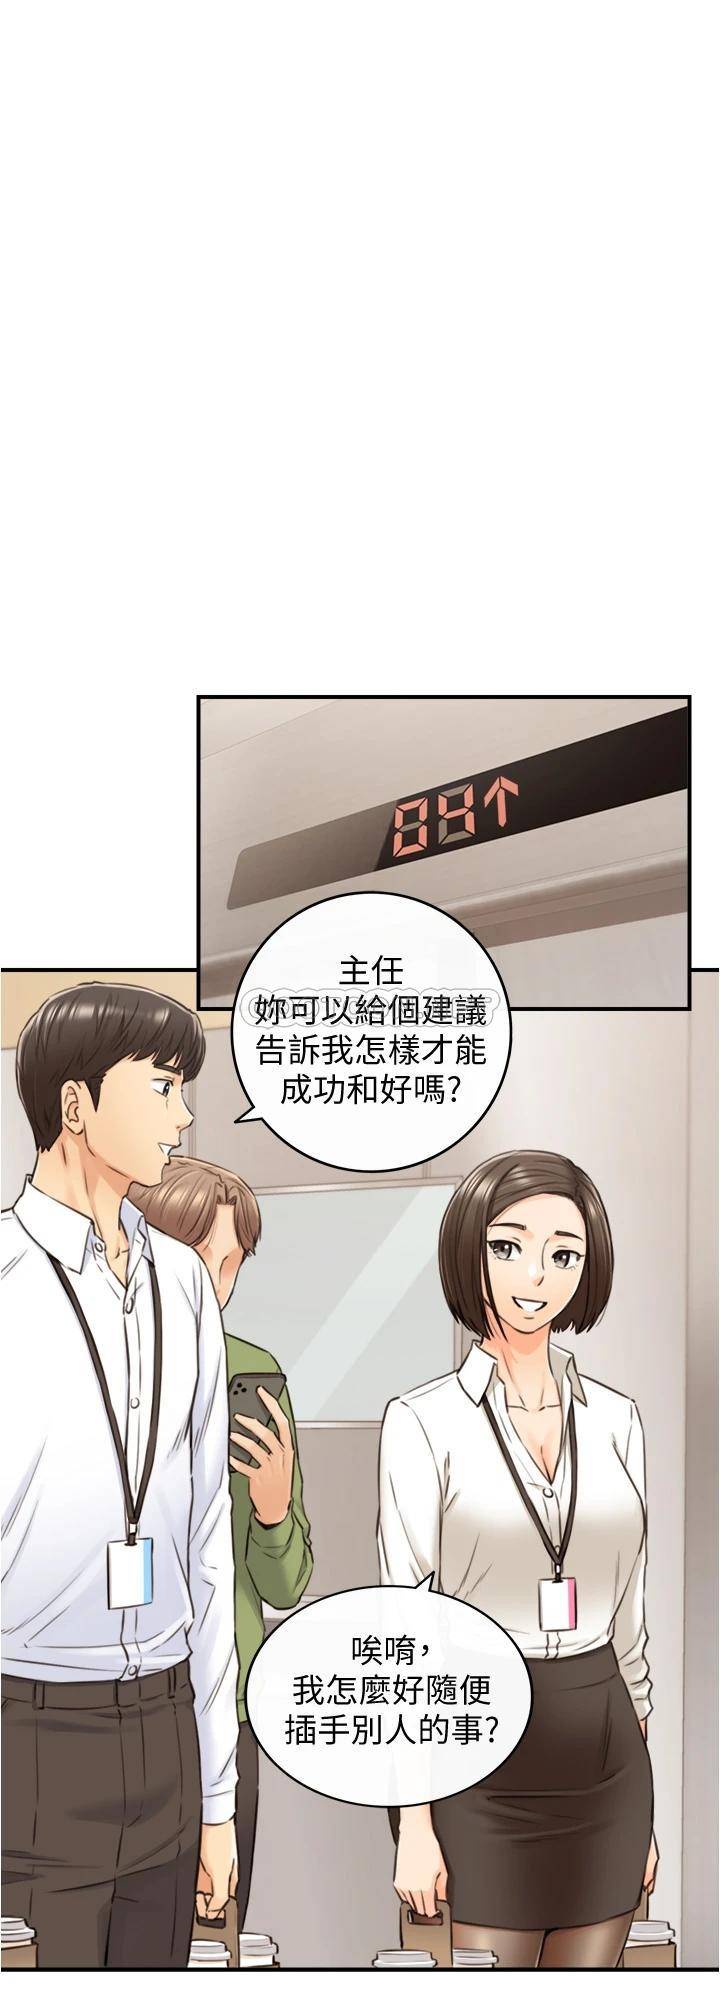 04↑
主任
妳可以給個建議
告訴我怎樣才能
成功和好嗎?
唉唷,
我怎麼好隨便
插手別人的事?